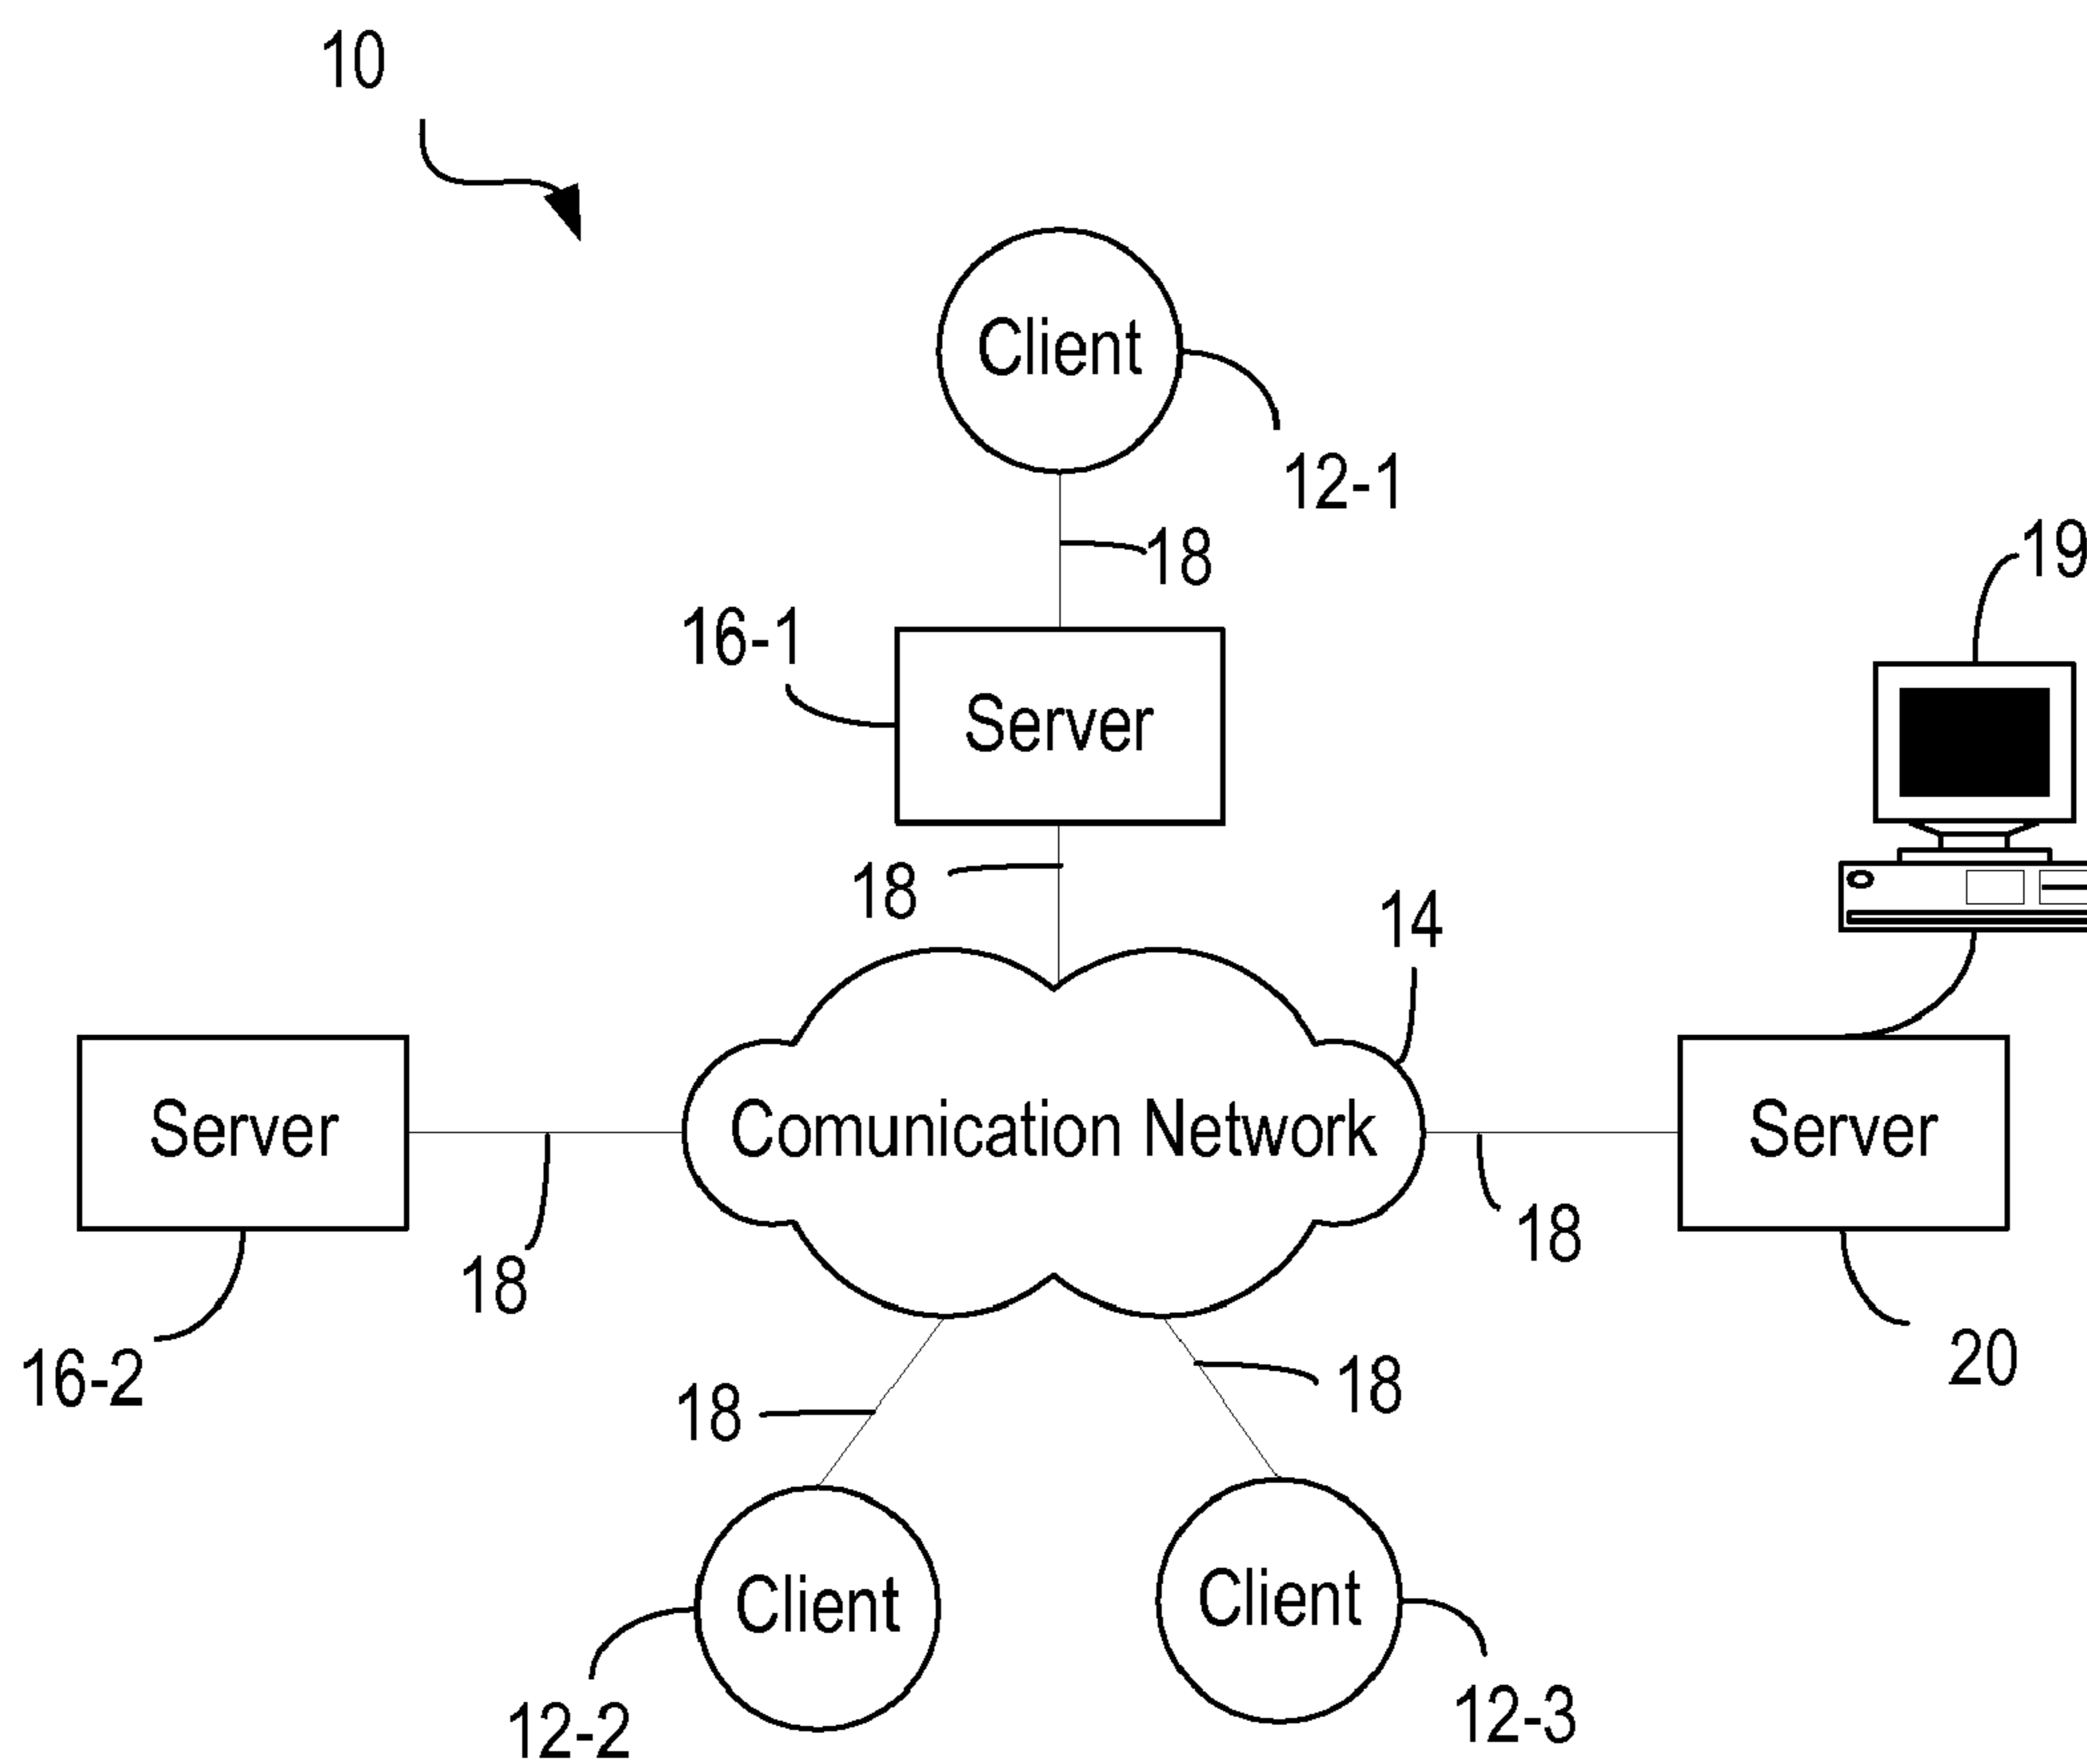 10
Client
12-1
18
19
16-1
Server
18
14
Server
Comunication Network
Server
18
18
16-2
18
18
20
Client
Client
12-2
12-3